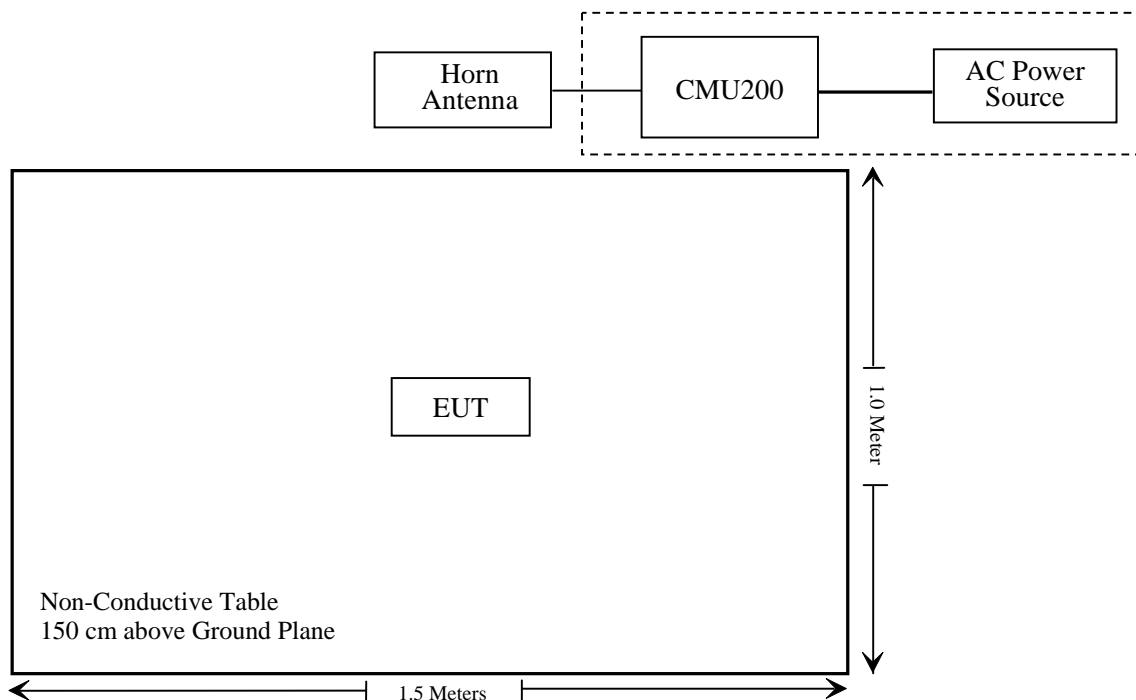 Horn
Antenna
CMU200
AC Power
Source
EUT
1.0 Meter
Non-Conductive Table
150 cm above Ground Plane
1.5 Meters